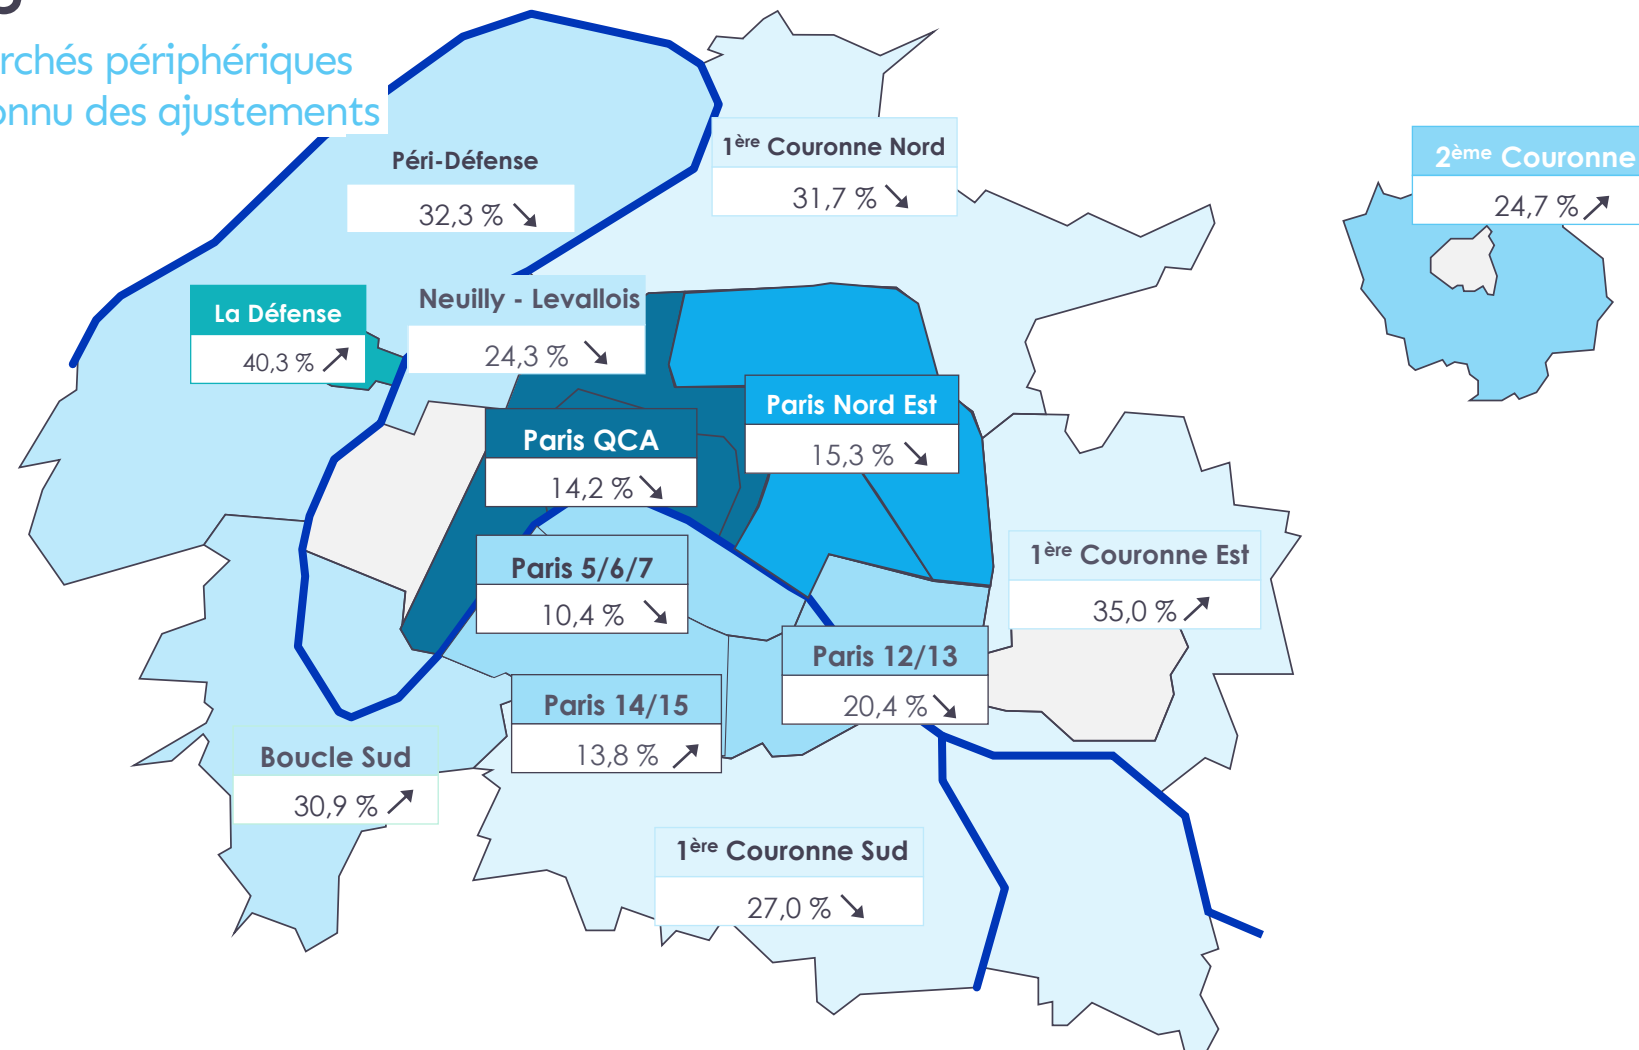 rchés périphériques
onnu des ajustements
Péri-Défense
32,3 %
1ère Couronne Nord
31,7 %
2ème Couronne
24,7 %
La Défense
40,3 %
Neuilly - Levallois
24,3 %
Paris Nord Est
15,3 %
Paris QCA
14,2 %
Paris 5/6/7
10,4 %
1ère Couronne Est
35,0 %
Paris 12/13
20,4 %
Paris 14/15
13,8 %
Boucle Sud
30,9 %
1ère Couronne Sud
27,0 %